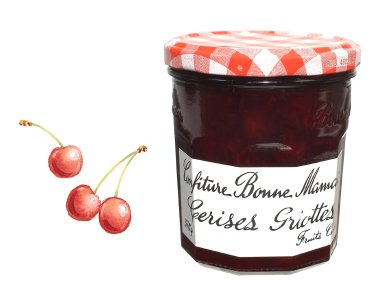 Confiture Bonne Maman
Cerises Griottes
Fruits